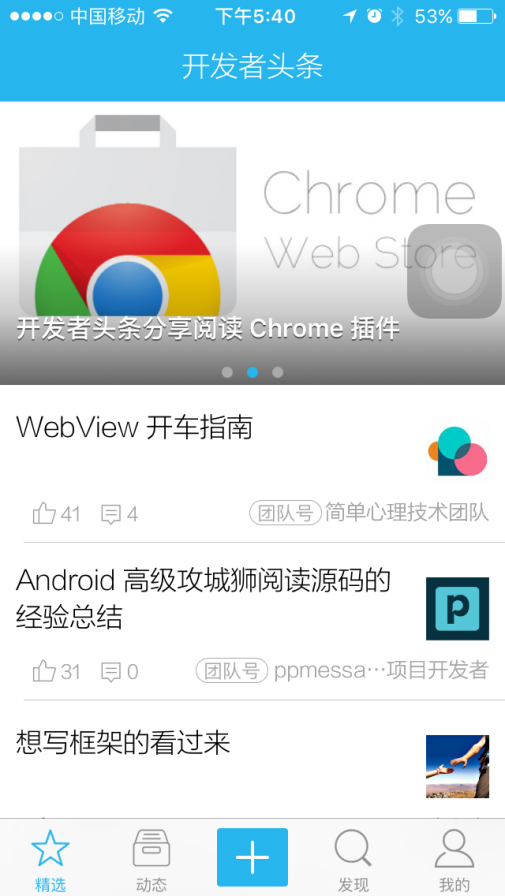 中国移动 下午5:40 53%
开发者头条
Chrome
Web Store
开发者头条分享阅读 Chrome 插件
WebView 开车指南
41 4 团队号 简单心理技术团队
Android 高级攻城狮阅读源码的
经验总结
p
31 0 团队号 ppmessa…项目开发者
想写框架的看过来
精选 动态 发现 我的